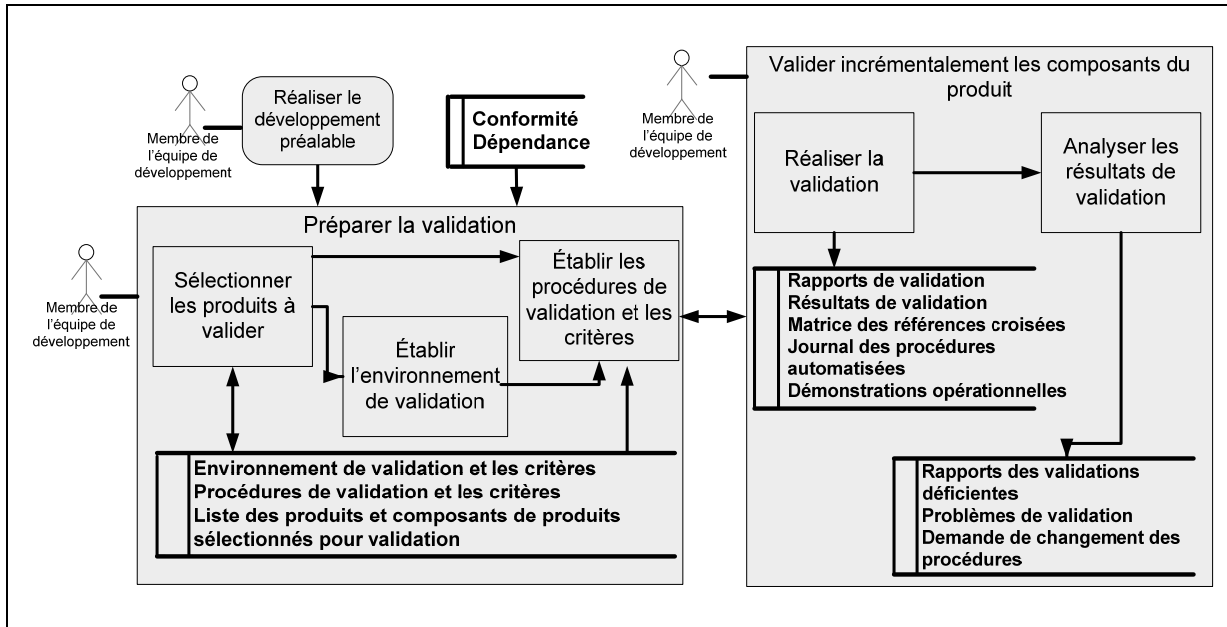 Membre de
l'équipe de
développement
Réaliser le
développement
préalable
Conformité
Dépendance
Membre de
l'équipe de
développement
Préparer la validation
Sélectionner
les produits à
valider
Établir
l'environnement
de validation
Établir les
procédures de
validation et les
critères
Environnement de validation et les critères
Procédures de validation et les critères
Liste des produits et composants de produits
sélectionnés pour validation
Membre de
l'équipe de
développement
Valider incrémentalement les composants du
produit
Réaliser la
validation
Analyser les
résultats de
validation
Rapports de validation
Résultats de validation
Matrice des références croisées
Journal des procédures
automatisées
Démonstrations opérationnelles
Rapports des validations
déficientes
Problèmes de validation
Demande de changement des
procédures